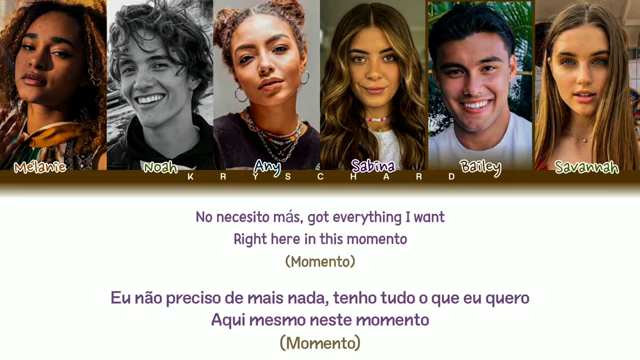 Mélanie Noah Any Sabina Bailey Savannah
K R Y S C H A R D
No necesito más, got everything I want
Right here in this momento
(Momento)
Eu não preciso de mais nada, tenho tudo o que eu quero
Aqui mesmo neste momento
(Momento)